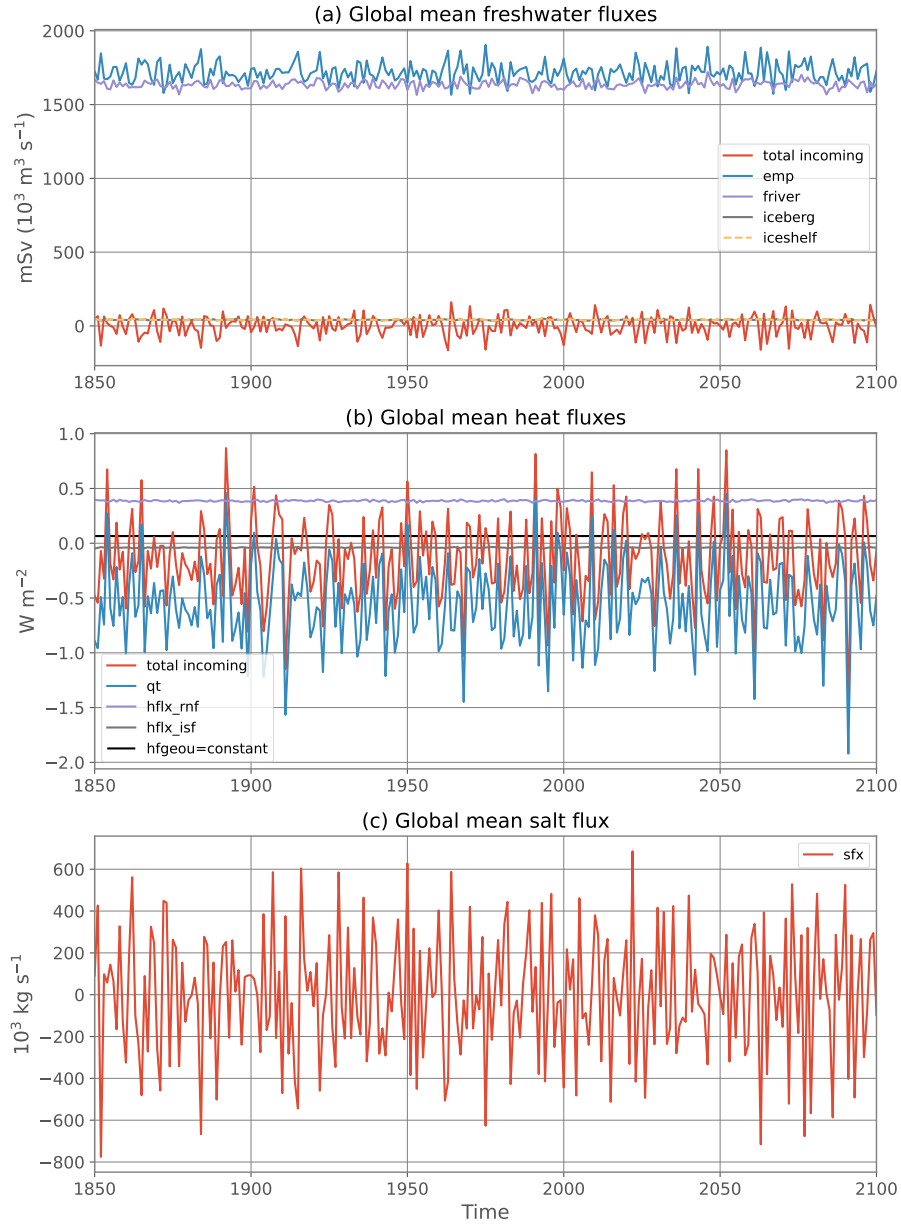 (a) Global mean freshwater fluxes
mSv (10³ m³ s⁻¹)
2000
1500
1000
500
0
total incoming
emp
friver
iceberg
iceshelf
1850 1900 1950 2000 2050 2100
(b) Global mean heat fluxes
W m⁻²
1.0
0.5
0.0
−0.5
−1.0
−1.5
−2.0
total incoming
qt
hflx_rnf
hflx_isf
hfgeou=constant
1850 1900 1950 2000 2050 2100
(c) Global mean salt flux
10³ kg s⁻¹
600
400
200
0
−200
−400
−600
−800
sfx
1850 1900 1950 2000 2050 2100
Time